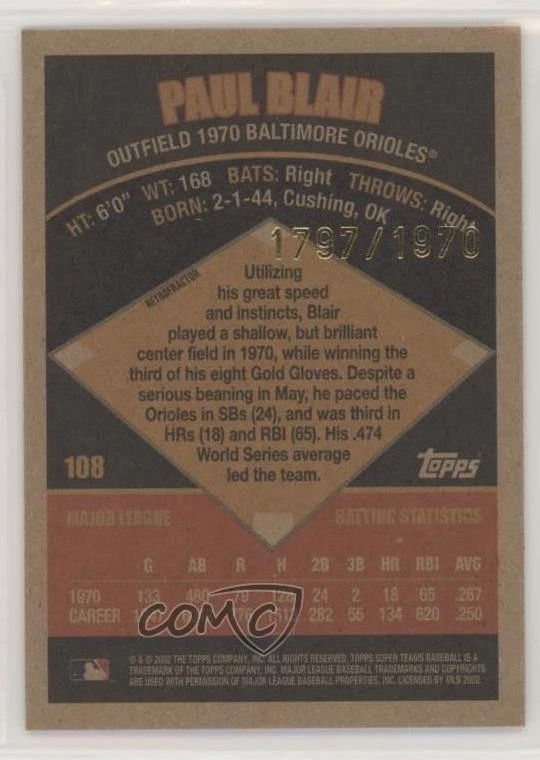 PAUL BLAIR
OUTFIELD 1970 BALTIMORE ORIOLES®
HT: 6'0" WT: 168 BATS: Right THROWS: Right
BORN: 2-1-44, Cushing, OK
1797/1970
RETROFRACTOR
Utilizing
his great speed
and instincts, Blair
played a shallow, but brilliant
center field in 1970, while winning the
third of his eight Gold Gloves. Despite a
serious beaning in May, he paced the
Orioles in SBs (24), and was third in
HRs (18) and RBI (65). His .474
World Series average
led the team.
108
Topps
MAJOR LEAGUE BATTING STATISTICS
G AB R H 2B 3B HR RBI AVG
1970 133 480 79 128 24 2 18 65 .267
CAREER 282 55 134 620 .250
COMC
® & © 2002 THE TOPPS COMPANY, INC. ALL RIGHTS RESERVED. TOPPS SUPER TEAMS BASEBALL IS A
TRADEMARK OF THE TOPPS COMPANY, INC. MAJOR LEAGUE BASEBALL TRADEMARKS AND COPYRIGHTS
ARE USED WITH PERMISSION OF MAJOR LEAGUE BASEBALL PROPERTIES, INC. LICENSED BY MLB 2002.